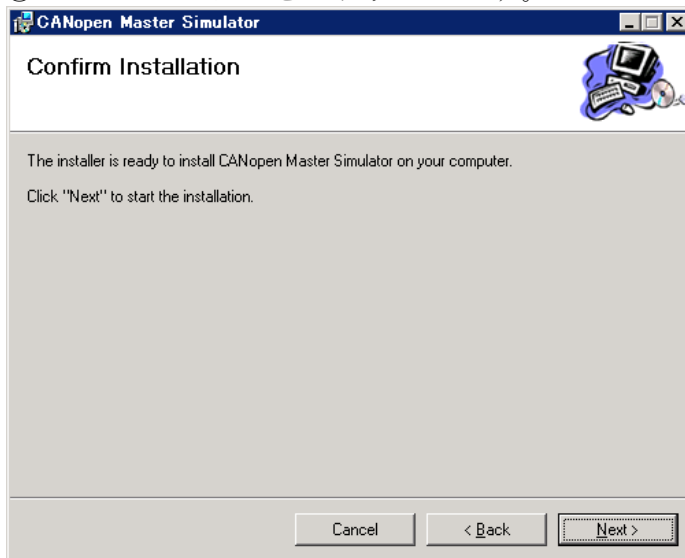 CANopen Master Simulator
Confirm Installation
The installer is ready to install CANopen Master Simulator on your computer.
Click "Next" to start the installation.
Cancel
< Back
Next >